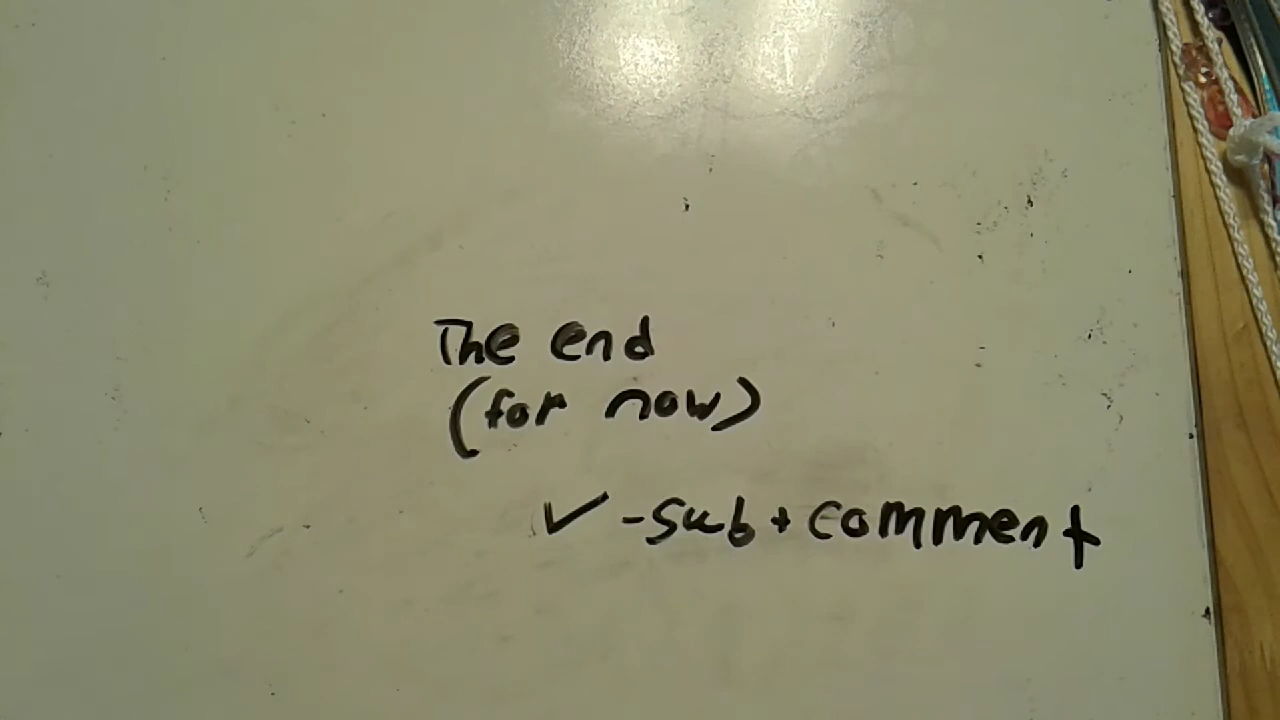 The end
(for now)
✓ -sub + comment